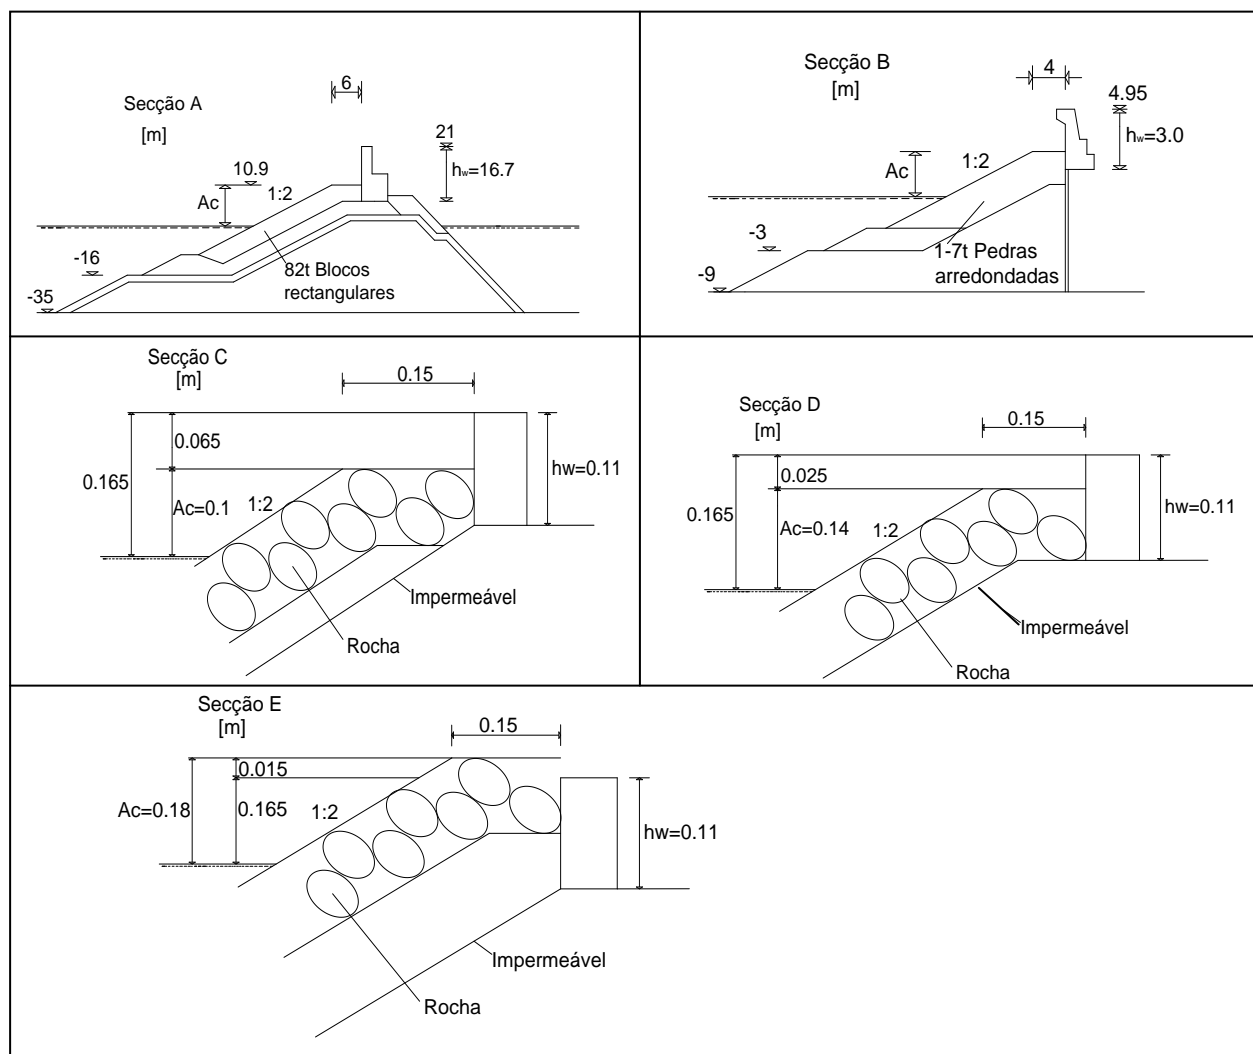 Secção A
[m]
6
21
hw=16.7
10.9
Ac
1:2
-16
-35
82t Blocos
rectangulares
Secção B
[m]
4
4.95
hw=3.0
Ac
1:2
-3
-9
1-7t Pedras
arredondadas
Secção C
[m]
0.15
0.065
0.165
Ac=0.1
1:2
hw=0.11
Impermeável
Rocha
Secção D
[m]
0.15
0.025
0.165
Ac=0.14
1:2
hw=0.11
Impermeável
Rocha
Secção E
[m]
0.15
0.015
Ac=0.18
0.165
1:2
hw=0.11
Impermeável
Rocha